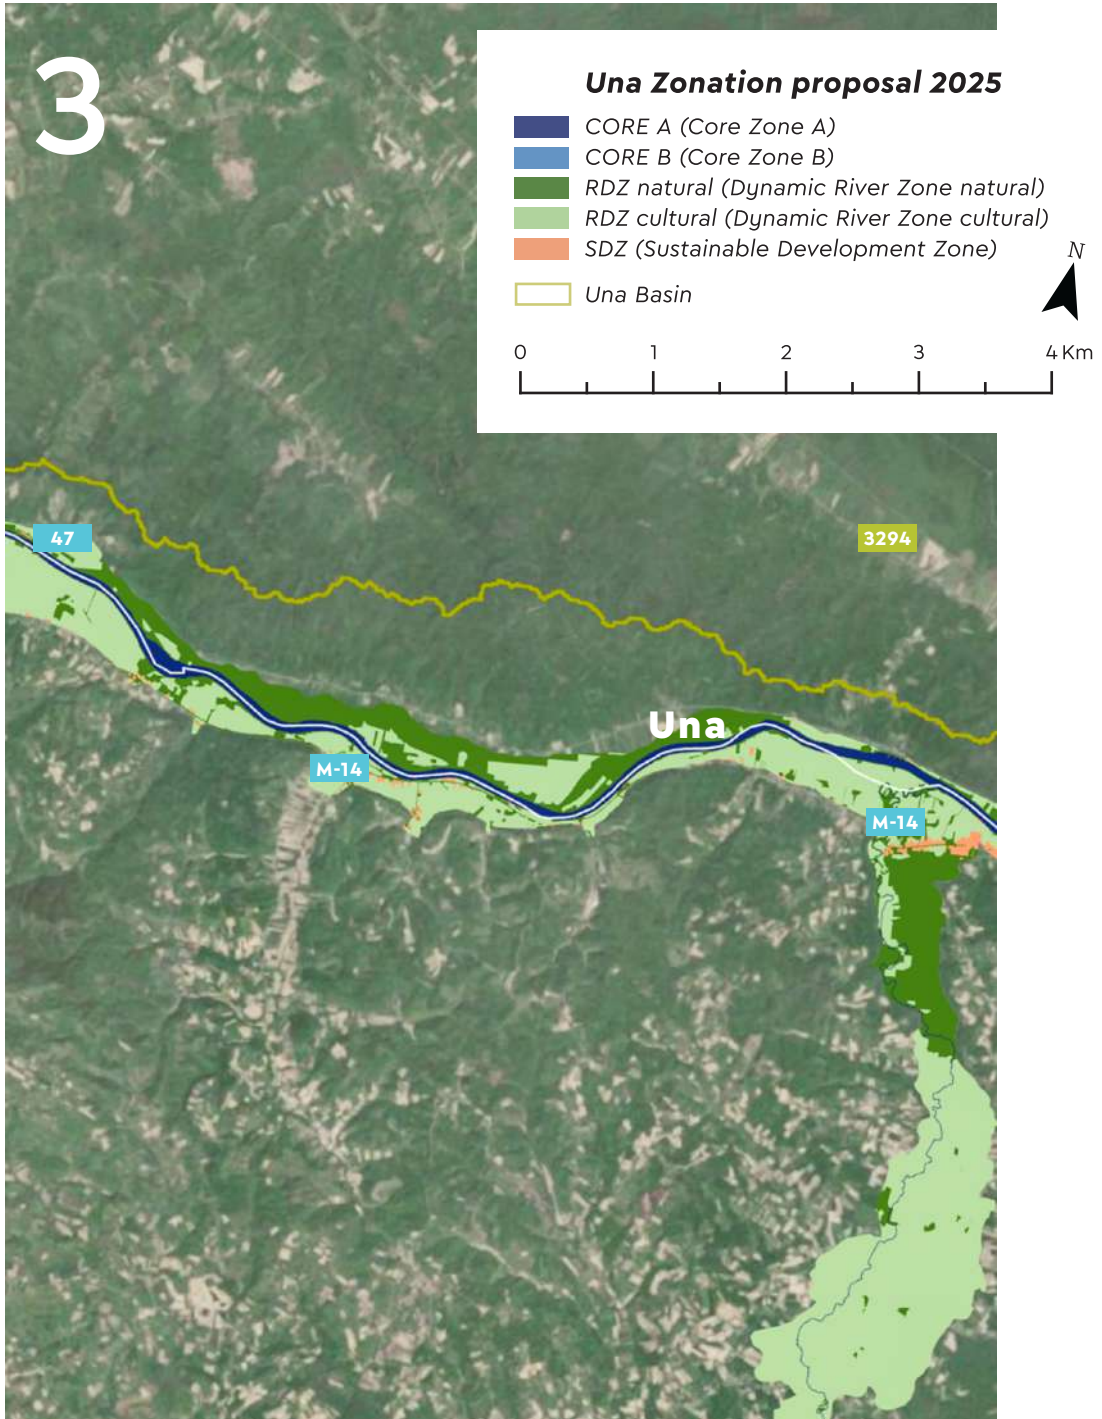 3
Una Zonation proposal 2025
CORE A (Core Zone A)
CORE B (Core Zone B)
RDZ natural (Dynamic River Zone natural)
RDZ cultural (Dynamic River Zone cultural)
SDZ (Sustainable Development Zone)
N
Una Basin
0 1 2 3 4 Km
47
3294
Una
M-14
M-14